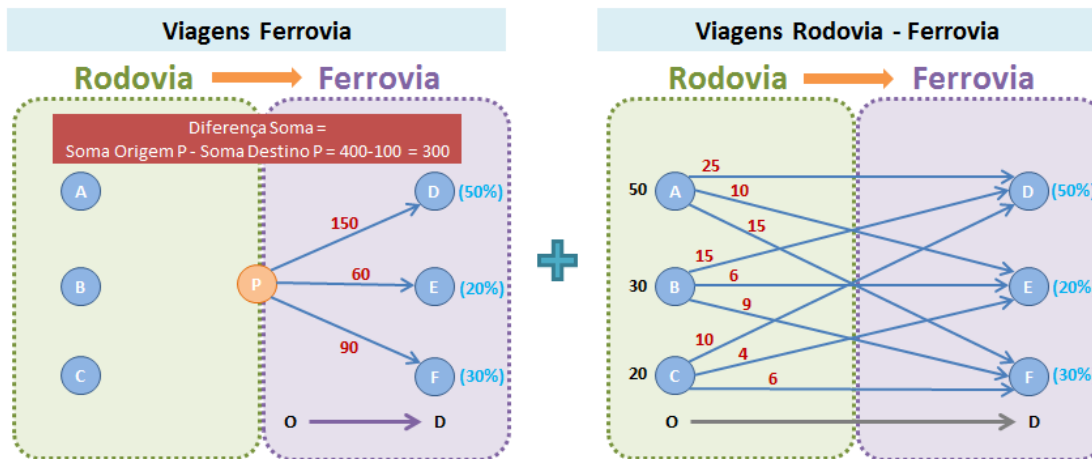 Viagens Ferrovia
Rodovia Ferrovia
Diferença Soma =
Soma Origem P - Soma Destino P = 400-100 = 300
A
D (50%)
150
B
P
60
E (20%)
90
C
F (30%)
O D
Viagens Rodovia - Ferrovia
Rodovia Ferrovia
25
50 A
10
D (50%)
15
15
30 B
6
E (20%)
9
10
4
20 C
6
F (30%)
O D